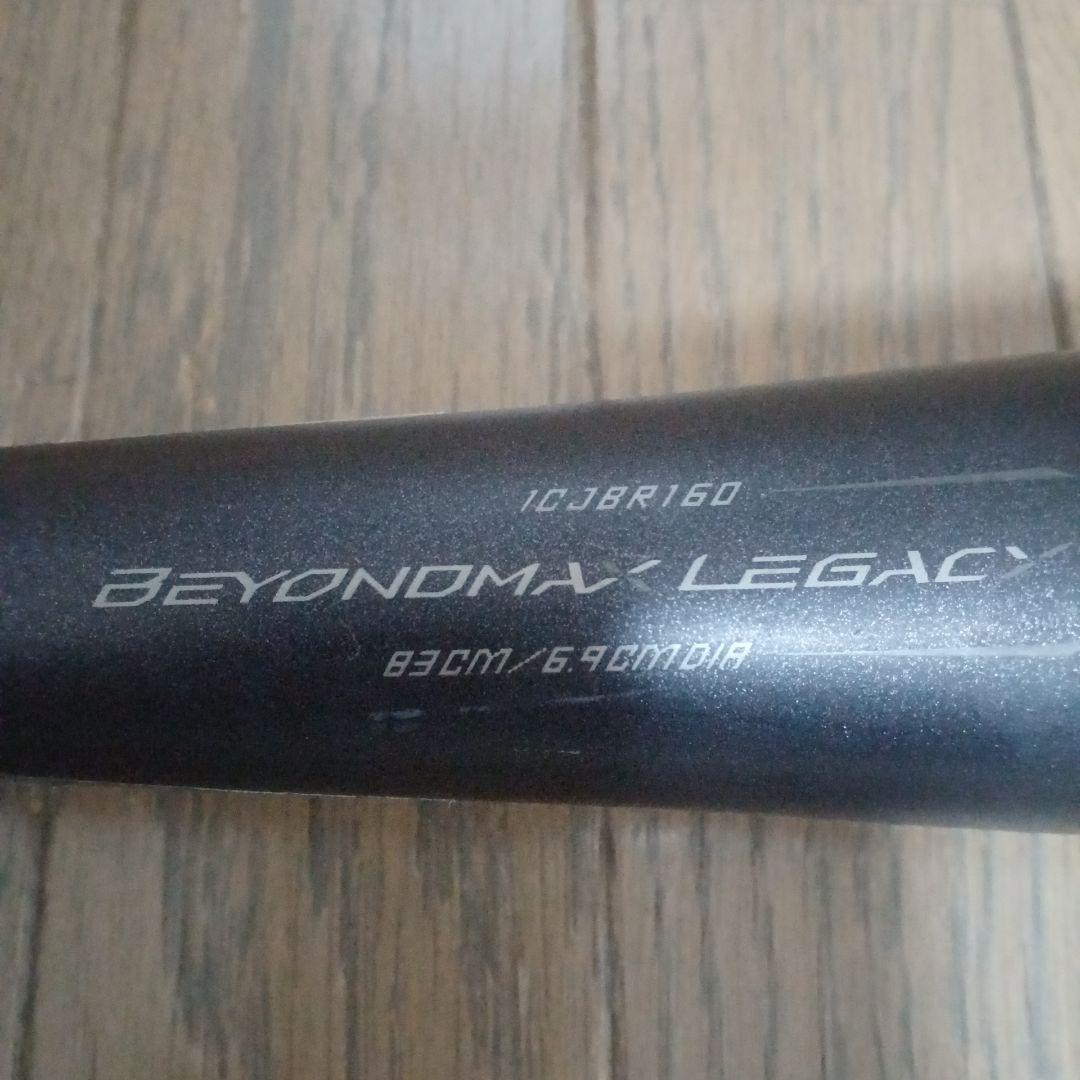 1CJBR160
BEYONDMAX LEGACY
83CM/6.9CMDIA